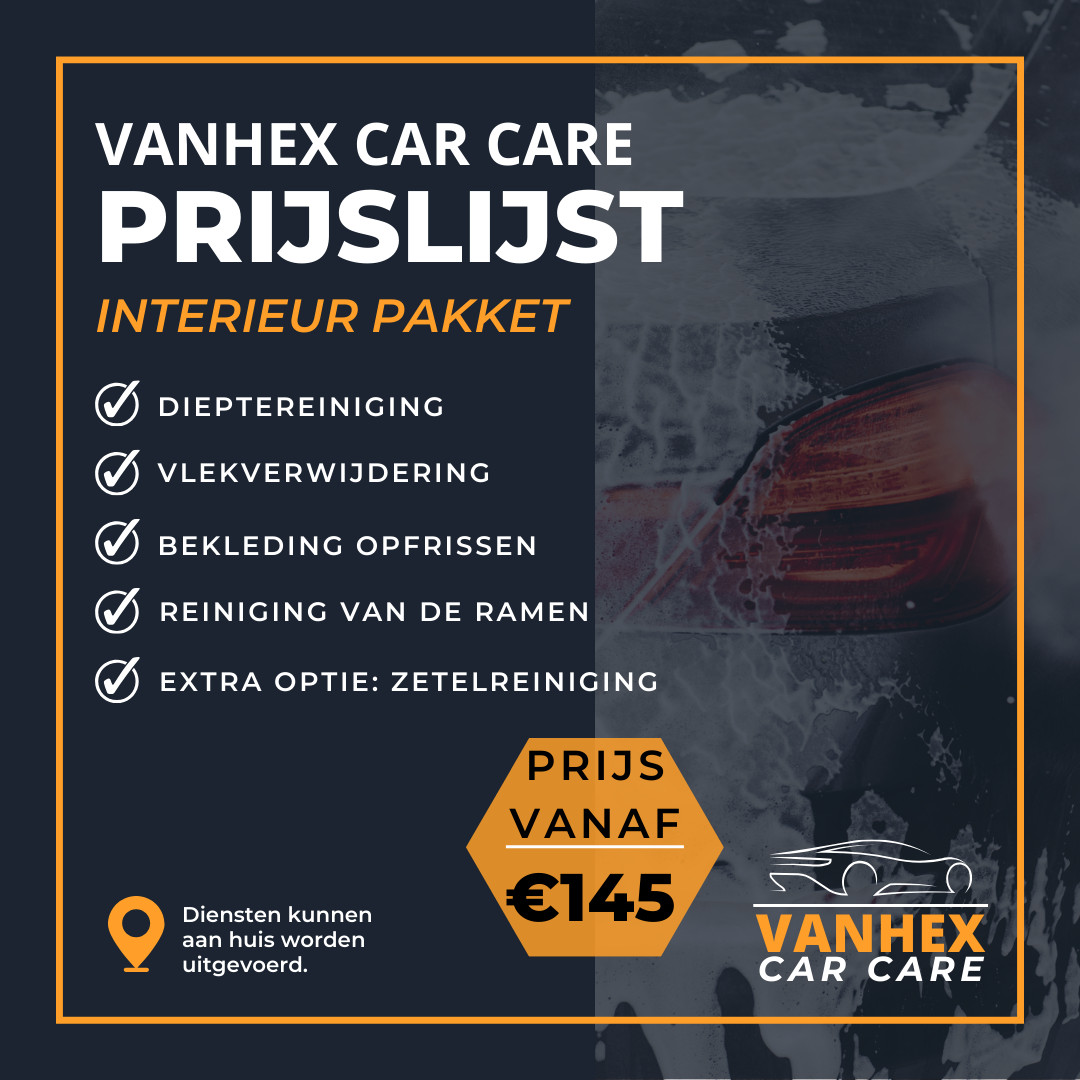 VANHEX CAR CARE
PRIJSLIJST
INTERIEUR PAKKET
DIEPTEREINIGING
VLEKVERWIJDERING
BEKLEDING OPFRISSEN
REINIGING VAN DE RAMEN
EXTRA OPTIE: ZETELREINIGING
PRIJS
VANAF
€145
Diensten kunnen
aan huis worden
uitgevoerd.
VANHEX
CAR CARE